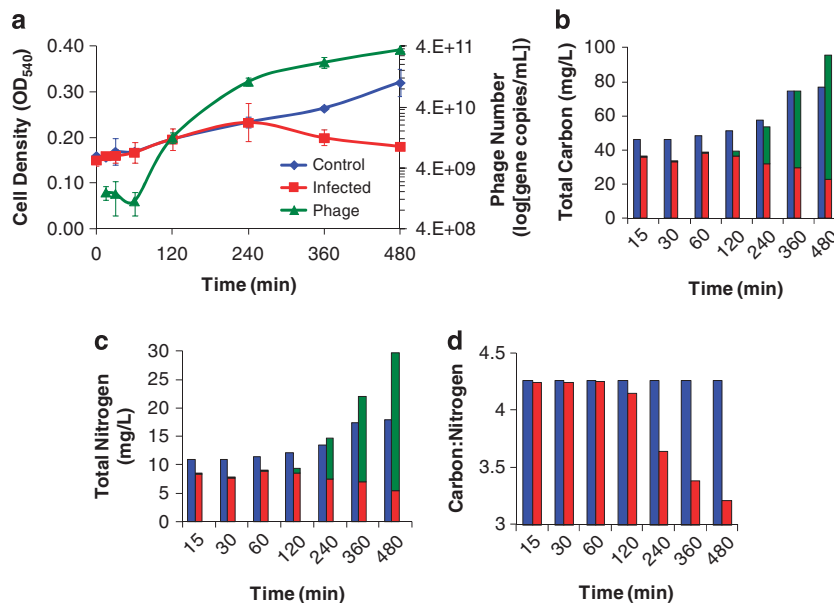 a
Cell Density (OD540)
0.40
0.30
0.20
0.10
0.00
0 120 240 360 480
Time (min)
4.E+11
4.E+10
4.E+09
4.E+08
Phage Number
(log[gene copies/mL])
Control
Infected
Phage
b
Total Carbon (mg/L)
100
80
60
40
20
0
15 30 60 120 240 360 480
Time (min)
c
Total Nitrogen
(mg/L)
30
25
20
15
10
5
0
15 30 60 120 240 360 480
Time (min)
d
Carbon:Nitrogen
4.5
4
3.5
3
15 30 60 120 240 360 480
Time (min)